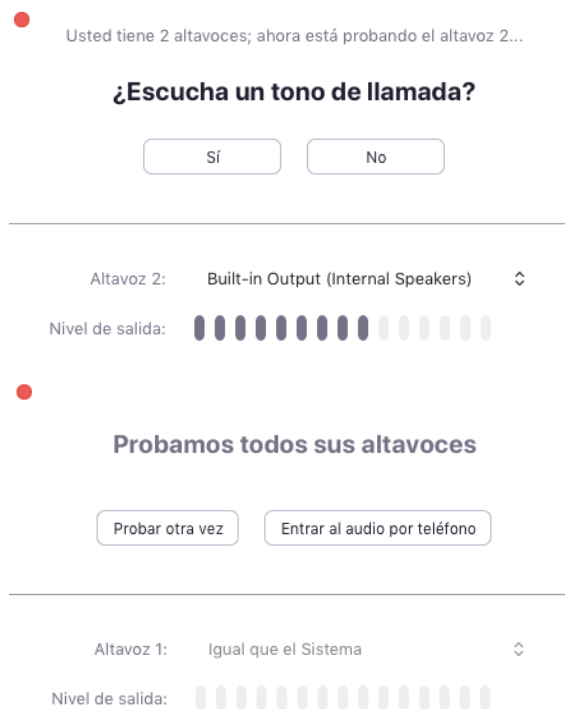 Usted tiene 2 altavoces; ahora está probando el altavoz 2...
¿Escucha un tono de llamada?
Sí No
Altavoz 2: Built-in Output (Internal Speakers)
Nivel de salida:
Probamos todos sus altavoces
Probar otra vez Entrar al audio por teléfono
Altavoz 1: Igual que el Sistema
Nivel de salida: